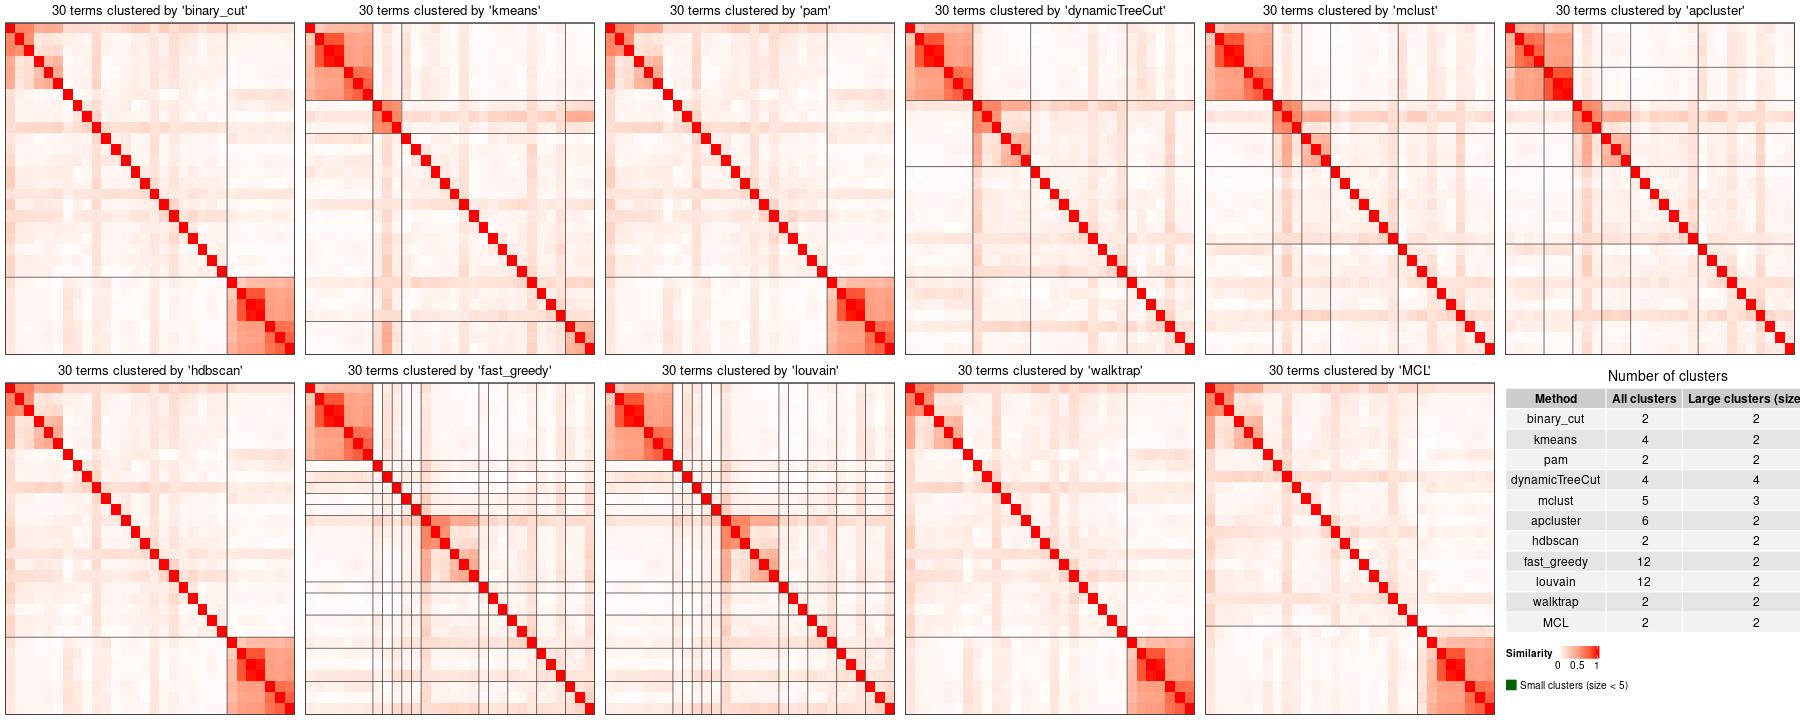 30 terms clustered by 'binary_cut'
30 terms clustered by 'kmeans'
30 terms clustered by 'pam'
30 terms clustered by 'dynamicTreeCut'
30 terms clustered by 'mclust'
30 terms clustered by 'apcluster'
30 terms clustered by 'hdbscan'
30 terms clustered by 'fast_greedy'
30 terms clustered by 'louvain'
30 terms clustered by 'walktrap'
30 terms clustered by 'MCL'
Number of clusters
Method All clusters Large clusters (size
binary_cut 2 2
kmeans 4 2
pam 2 2
dynamicTreeCut 4 4
mclust 5 3
apcluster 6 2
hdbscan 2 2
fast_greedy 12 2
louvain 12 2
walktrap 2 2
MCL 2 2
Similarity
0 0.5 1
Small clusters (size < 5)